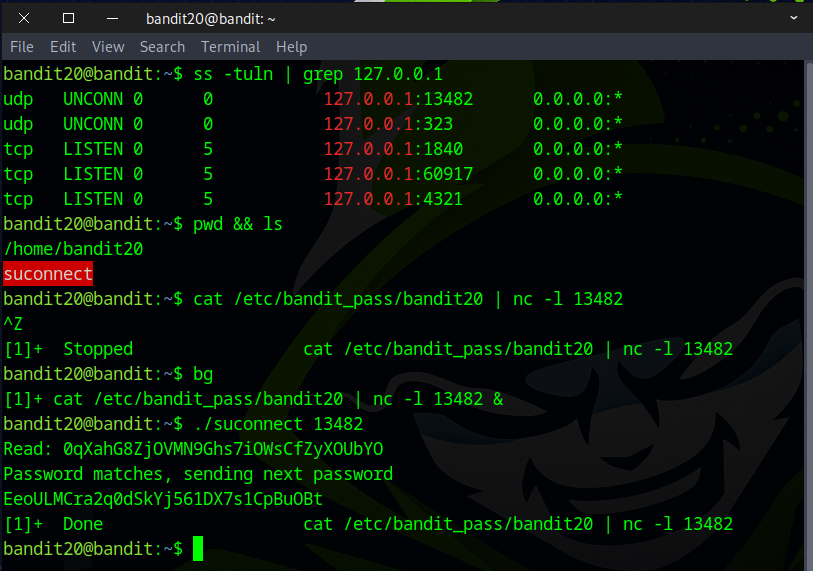 bandit20@bandit: ~
File Edit View Search Terminal Help
bandit20@bandit:~$ ss -tuln | grep 127.0.0.1
udp UNCONN 0 0 127.0.0.1:13482 0.0.0.0:*
udp UNCONN 0 0 127.0.0.1:323 0.0.0.0:*
tcp LISTEN 0 5 127.0.0.1:1840 0.0.0.0:*
tcp LISTEN 0 5 127.0.0.1:60917 0.0.0.0:*
tcp LISTEN 0 5 127.0.0.1:4321 0.0.0.0:*
bandit20@bandit:~$ pwd && ls
/home/bandit20
suconnect
bandit20@bandit:~$ cat /etc/bandit_pass/bandit20 | nc -l 13482
^Z
[1]+ Stopped cat /etc/bandit_pass/bandit20 | nc -l 13482
bandit20@bandit:~$ bg
[1]+ cat /etc/bandit_pass/bandit20 | nc -l 13482 &
bandit20@bandit:~$ ./suconnect 13482
Read: 0qXahG8ZjOVMN9Ghs7iOWsCfZyXOUbYO
Password matches, sending next password
EeoULMCra2q0dSkYj561DX7s1CpBuOBt
[1]+ Done cat /etc/bandit_pass/bandit20 | nc -l 13482
bandit20@bandit:~$